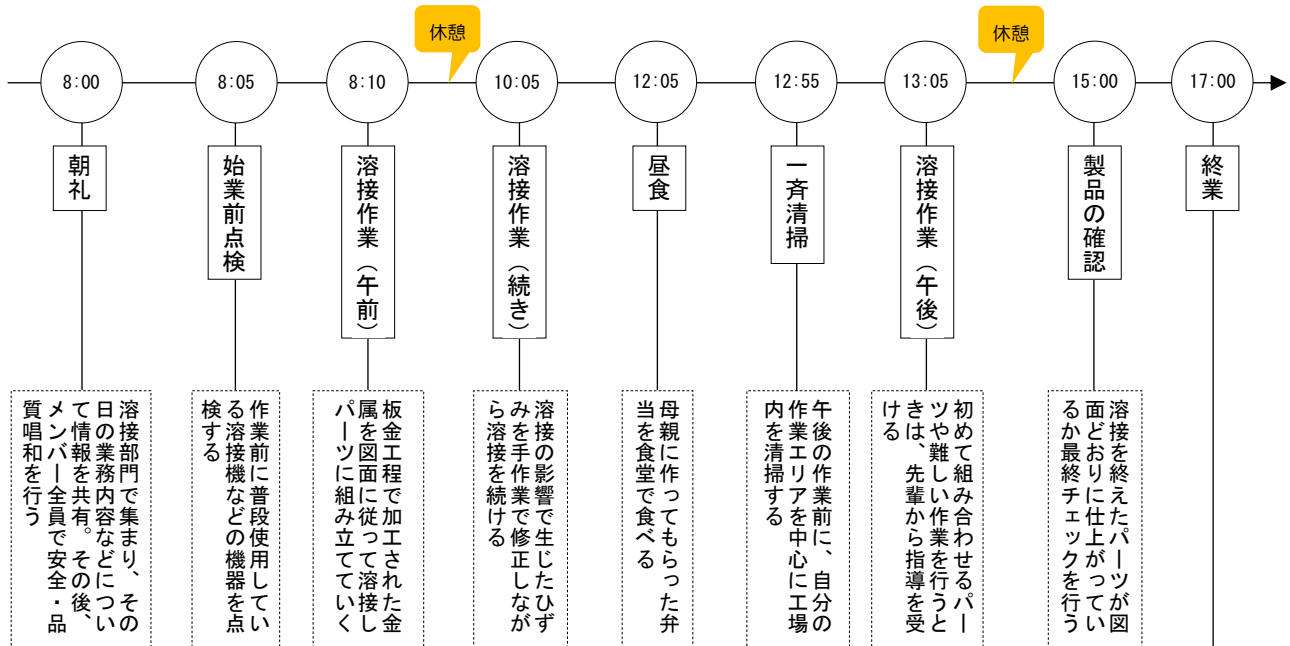 休憩
休憩
8:00
8:05
8:10
10:05
12:05
12:55
13:05
15:00
17:00
朝礼
始業前点検
溶接作業(午前)
溶接作業(続き)
昼食
一斉清掃
溶接作業(午後)
製品の確認
終業
溶接部門で集まり、その
日の業務内容などについ
て情報を共有。その後、
メンバー全員で安全・品
質唱和を行う
作業前に普段使用してい
る溶接機などの機器を点
検する
板金工程で加工された金
属を図面に従って溶接し
パーツに組み立てていく
溶接の影響で生じたひず
みを手作業で修正しなが
ら溶接を続ける
母親に作ってもらった弁
当を食堂で食べる
午後の作業前に、自分の
作業エリアを中心に工場
内を清掃する
初めて組み合わせるパー
ツや難しい作業を行うと
きは、先輩から指導を受
ける
溶接を終えたパーツが図
面どおりに仕上がってい
るか最終チェックを行う